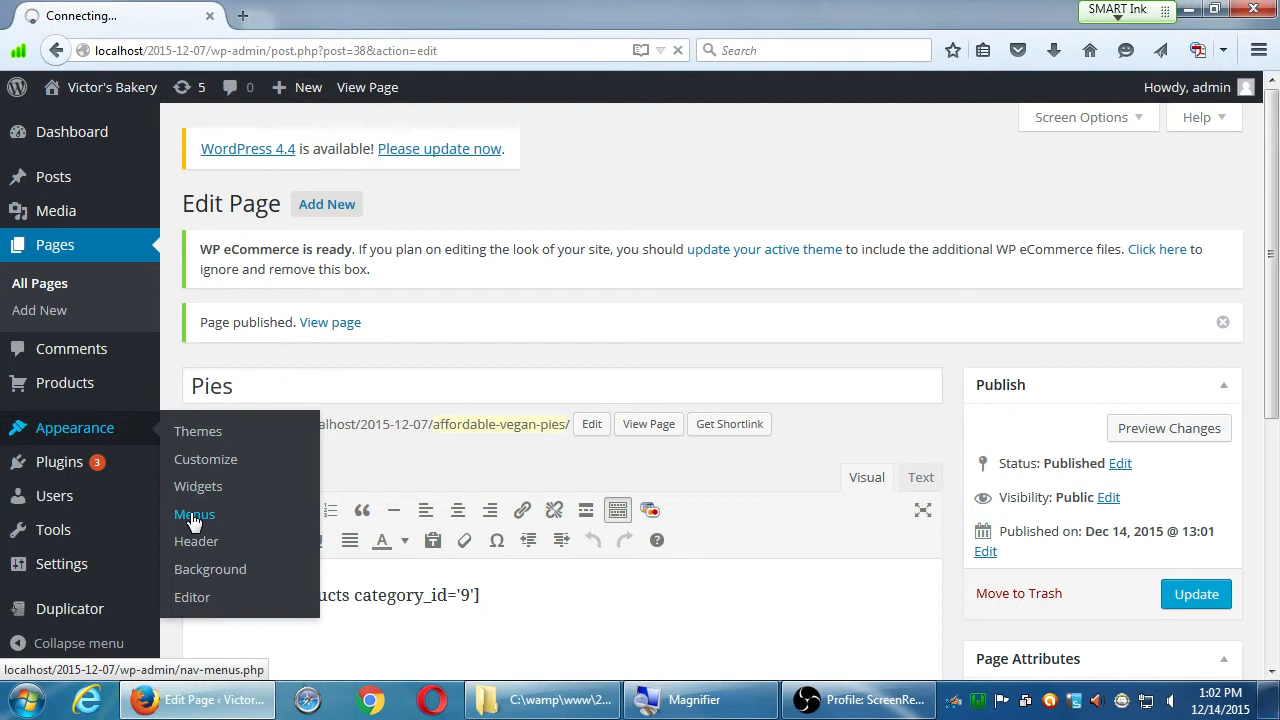 Connecting...
SMART Ink
localhost/2015-12-07/wp-admin/post.php?post=38&action=edit
Search
Victor's Bakery
5
0
New
View Page
Howdy, admin
Dashboard
Posts
Media
Pages
All Pages
Add New
Comments
Products
Appearance
Plugins 3
Users
Tools
Settings
Duplicator
Collapse menu
Themes
Customize
Widgets
Menus
Header
Background
Editor
Screen Options
Help
WordPress 4.4 is available! Please update now.
Edit Page
Add New
WP eCommerce is ready. If you plan on editing the look of your site, you should update your active theme to include the additional WP eCommerce files. Click here to
ignore and remove this box.
Page published. View page
Pies
lhost/2015-12-07/affordable-vegan-pies/
Edit
View Page
Get Shortlink
Visual
Text
ucts category_id='9']
Publish
Preview Changes
Status: Published Edit
Visibility: Public Edit
Published on: Dec 14, 2015 @ 13:01
Edit
Move to Trash
Update
Page Attributes
localhost/2015-12-07/wp-admin/nav-menus.php
Edit Page ‹ Victor...
C:\wamp\www\2...
Magnifier
Profile: ScreenRe...
1:02 PM
12/14/2015